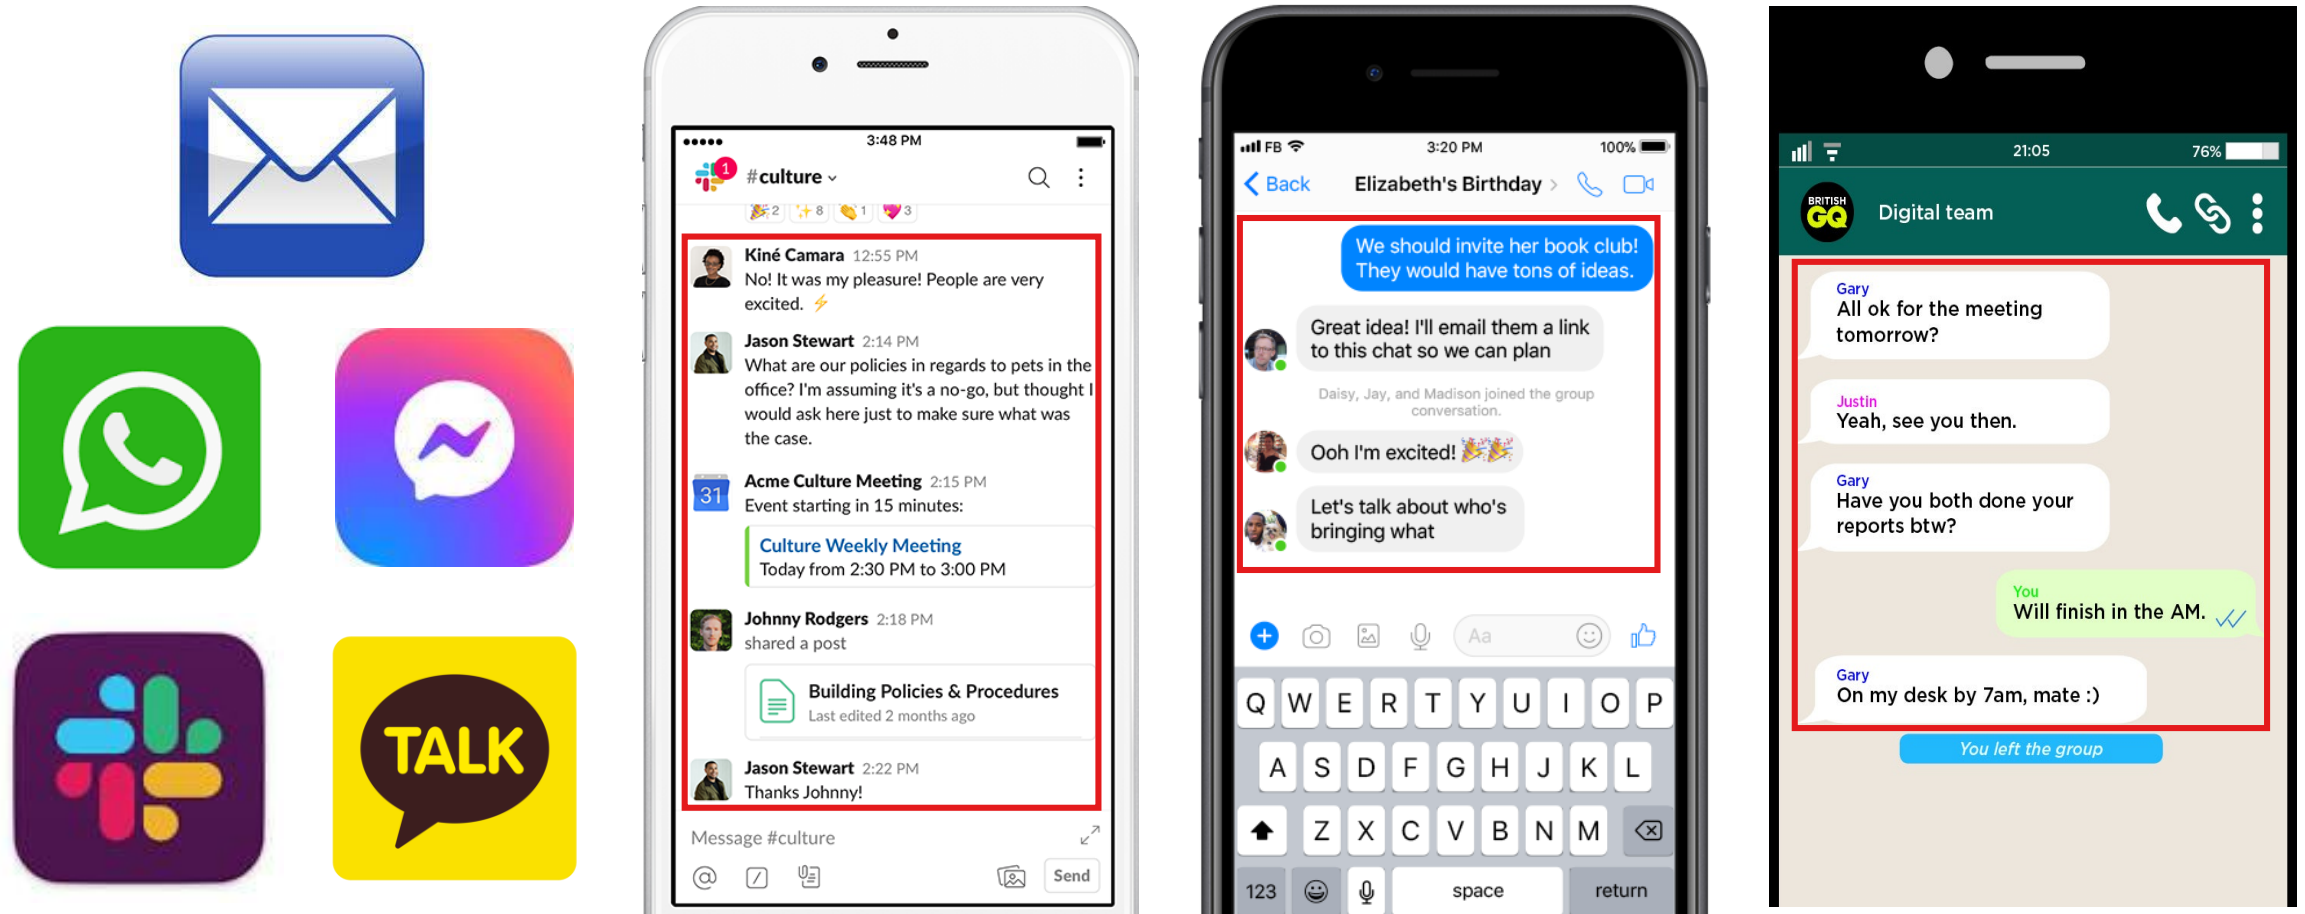 TALK
3:48 PM
1
#culture
2
8
1
3
Kiné Camara 12:55 PM
No! It was my pleasure! People are very
excited. ⚡
Jason Stewart 2:14 PM
What are our policies in regards to pets in the
office? I'm assuming it's a no-go, but thought I
would ask here just to make sure what was
the case.
31
Acme Culture Meeting 2:15 PM
Event starting in 15 minutes:
Culture Weekly Meeting
Today from 2:30 PM to 3:00 PM
Johnny Rodgers 2:18 PM
shared a post
Building Policies & Procedures
Last edited 2 months ago
Jason Stewart 2:22 PM
Thanks Johnny!
Message #culture
@
Send
FB 3:20 PM 100%
Back Elizabeth's Birthday
We should invite her book club!
They would have tons of ideas.
Great idea! I'll email them a link
to this chat so we can plan
Daisy, Jay, and Madison joined the group
conversation.
Ooh I'm excited! 🎉🎉
Let's talk about who's
bringing what
Aa
Q W E R T Y U I O P
A S D F G H J K L
Z X C V B N M
123 space return
21:05 76%
BRITISH
GQ
Digital team
Gary
All ok for the meeting
tomorrow?
Justin
Yeah, see you then.
Gary
Have you both done your
reports btw?
You
Will finish in the AM.
Gary
On my desk by 7am, mate :)
You left the group